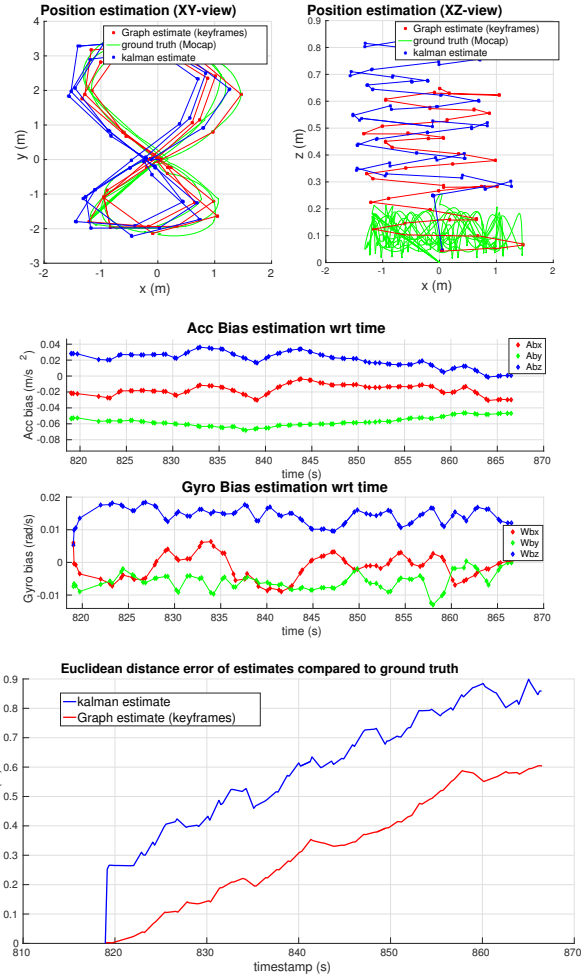 Position estimation (XY-view)
Graph estimate (keyframes)
ground truth (Mocap)
kalman estimate
4
3
2
1
0
-1
-2
-3
y (m)
-2
-1
0
1
2
x (m)
Position estimation (XZ-view)
Graph estimate (keyframes)
ground truth (Mocap)
kalman estimate
0.9
0.8
0.7
0.6
0.5
0.4
0.3
0.2
0.1
0
z (m)
-2
-1
0
1
2
x (m)
Acc Bias estimation wrt time
Abx
Aby
Abz
0.04
0.02
0
-0.02
-0.04
-0.06
-0.08
Acc bias (m/s 2)
820
825
830
835
840
845
850
855
860
865
870
time (s)
Gyro Bias estimation wrt time
Wbx
Wby
Wbz
0.02
0.01
0
-0.01
Gyro bias (rad/s)
820
825
830
835
840
845
850
855
860
865
870
time (s)
Euclidean distance error of estimates compared to ground truth
kalman estimate
Graph estimate (keyframes)
0.9
0.8
0.7
0.6
0.5
0.4
0.3
0.2
0.1
0
810
820
830
840
850
860
870
timestamp (s)